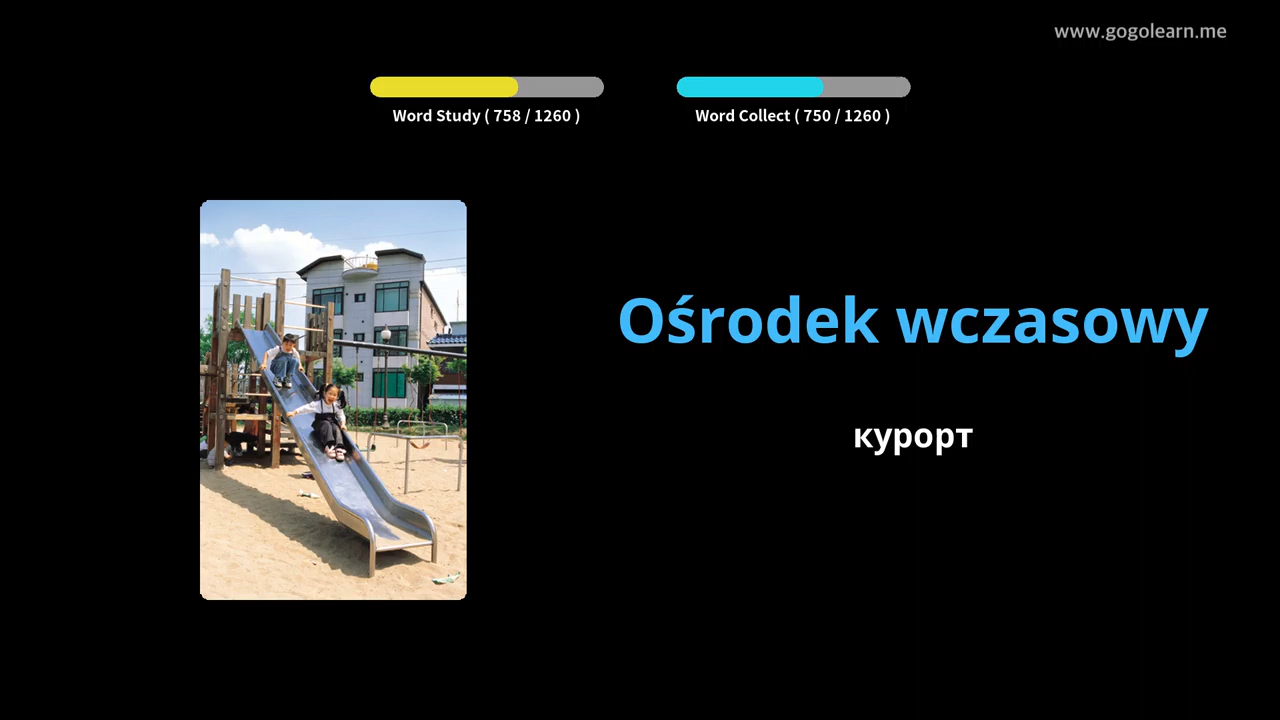 www.gogolearn.me
Word Study ( 758 / 1260 )
Word Collect ( 750 / 1260 )
Ośrodek wczasowy
курорт